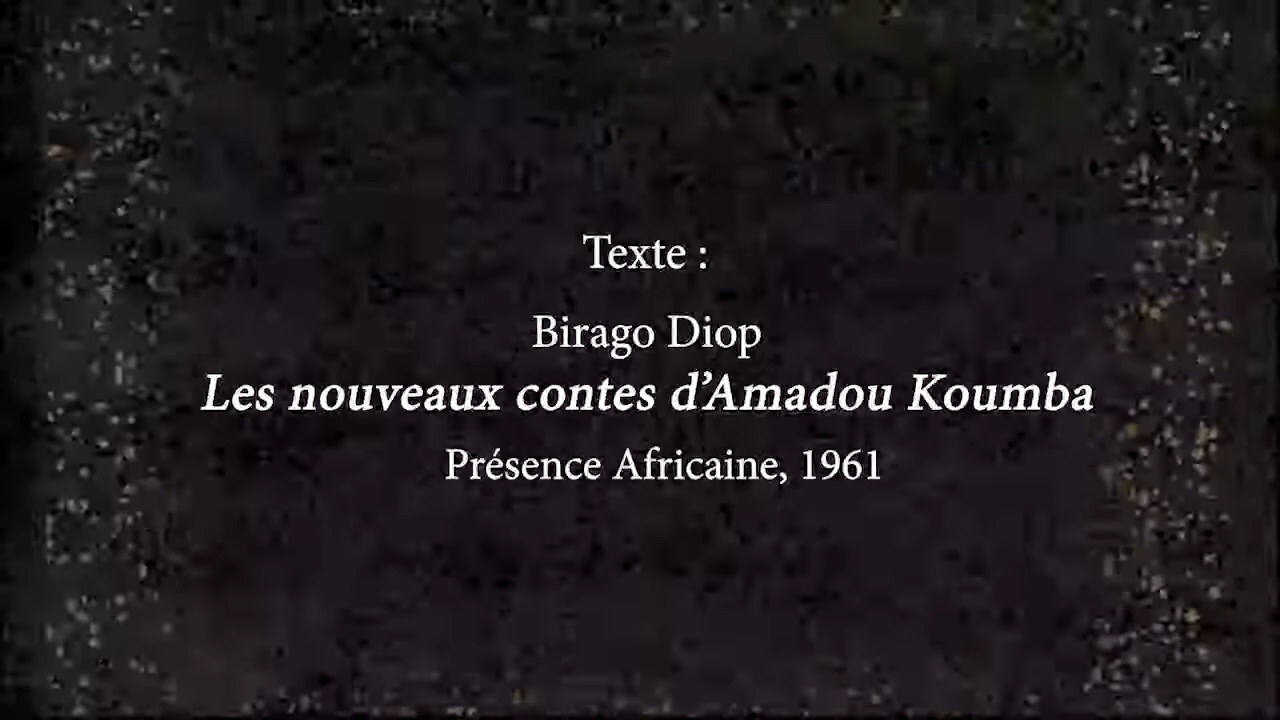 Texte :
Birago Diop
Les nouveaux contes d’Amadou Koumba
Présence Africaine, 1961